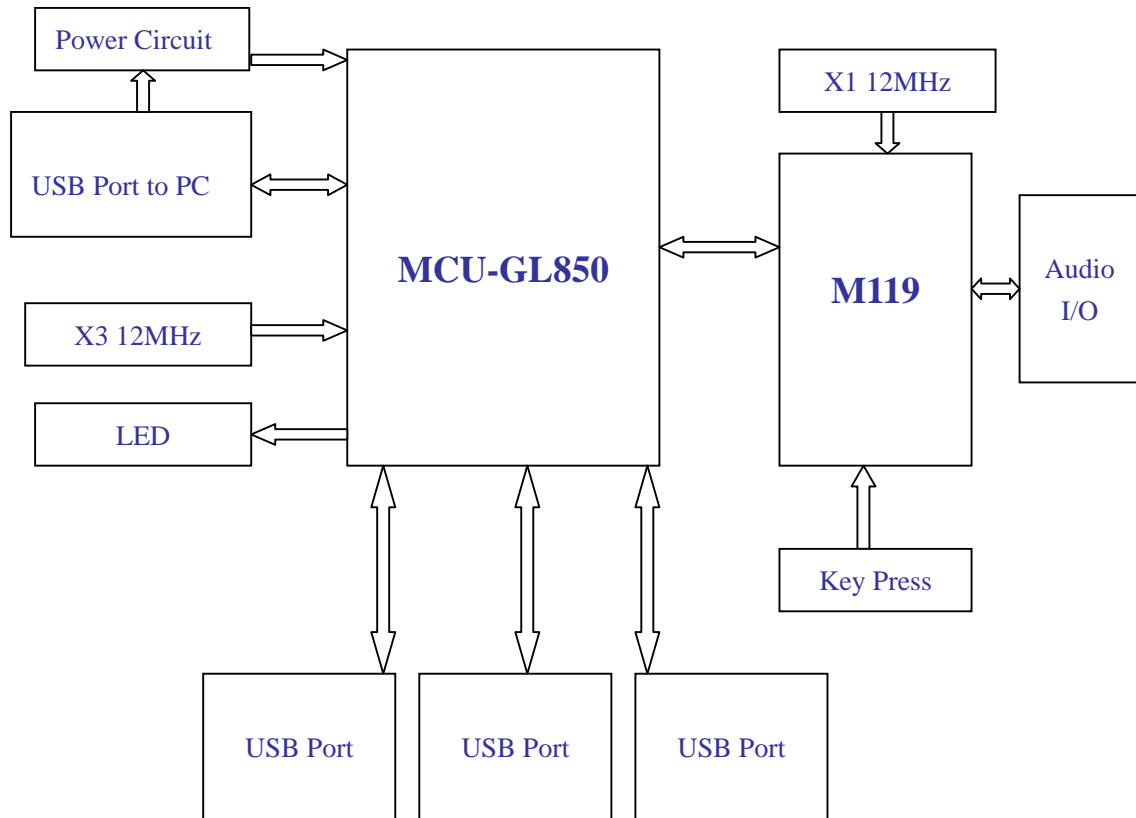 Power Circuit
X1 12MHz
USB Port to PC
MCU-GL850
M119
Audio
I/O
X3 12MHz
LED
Key Press
USB Port
USB Port
USB Port